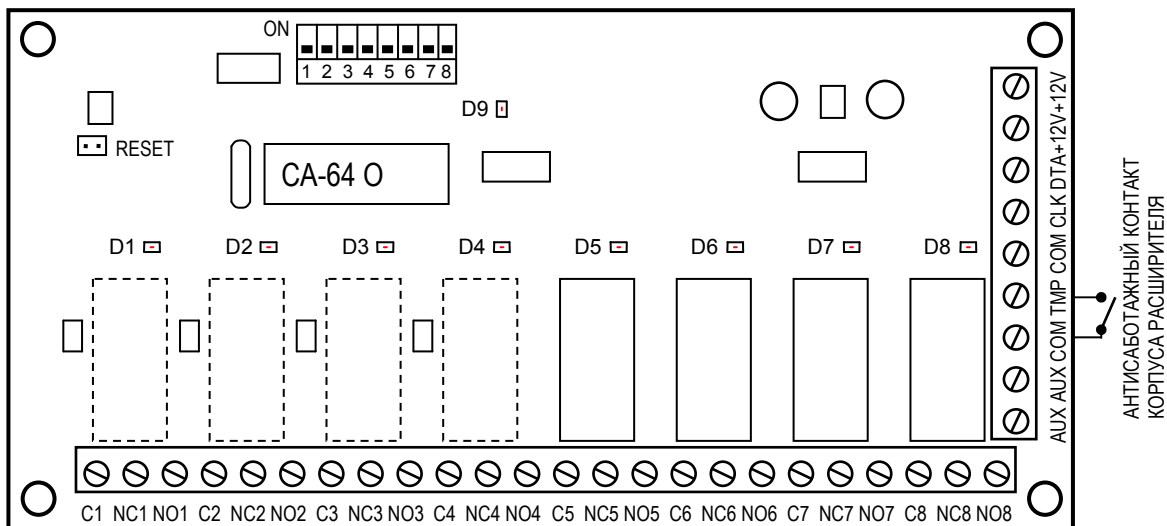 ON
1 2 3 4 5 6 7 8
D9
RESET
CA-64 O
D1 D2 D3 D4 D5 D6 D7 D8
AUX AUX COM TMP COM CLK DTA+12V+12V
АНТИСАБОТАЖНЫЙ КОНТАКТ
КОРПУСА РАСШИРИТЕЛЯ
C1 NC1 NO1 C2 NC2 NO2 C3 NC3 NO3 C4 NC4 NO4 C5 NC5 NO5 C6 NC6 NO6 C7 NC7 NO7 C8 NC8 NO8